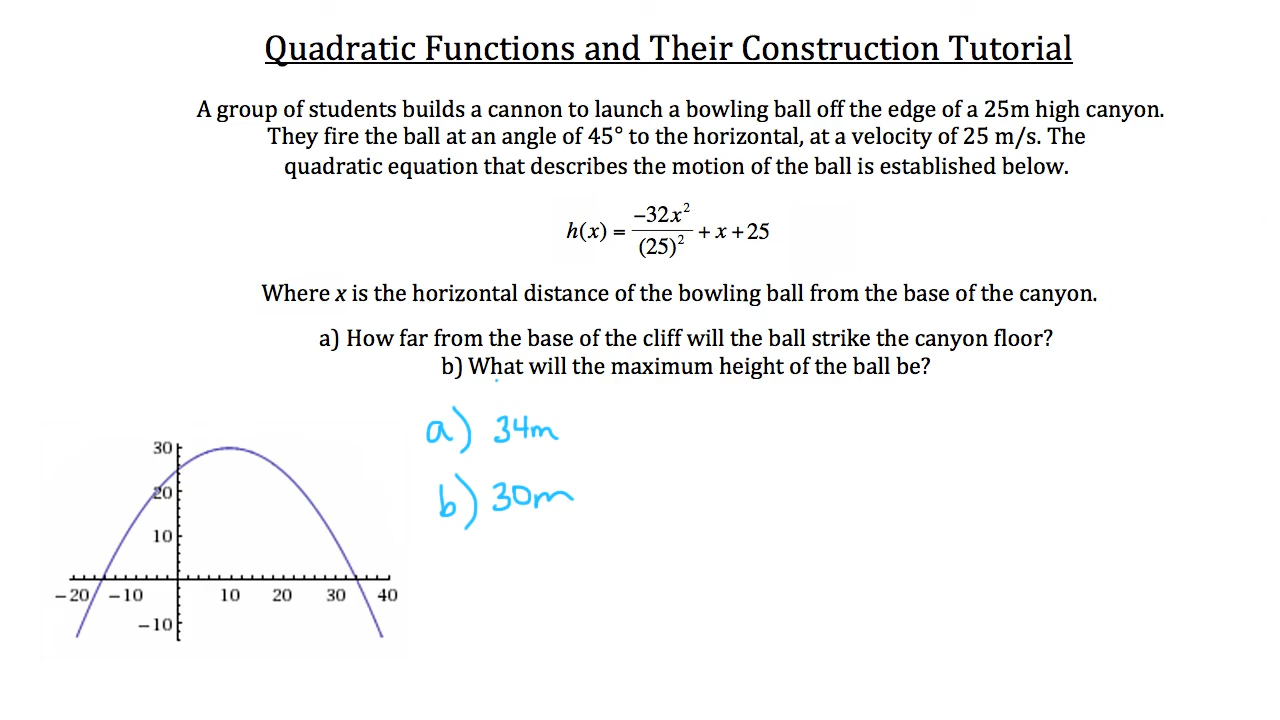 Quadratic Functions and Their Construction Tutorial
A group of students builds a cannon to launch a bowling ball off the edge of a 25m high canyon.
They fire the ball at an angle of 45° to the horizontal, at a velocity of 25 m/s. The
quadratic equation that describes the motion of the ball is established below.
h(x) = −32x² / (25)² + x + 25
Where x is the horizontal distance of the bowling ball from the base of the canyon.
a) How far from the base of the cliff will the ball strike the canyon floor?
b) What will the maximum height of the ball be?
a) 34m
b) 30m
30
20
10
−20 −10 10 20 30 40
−10